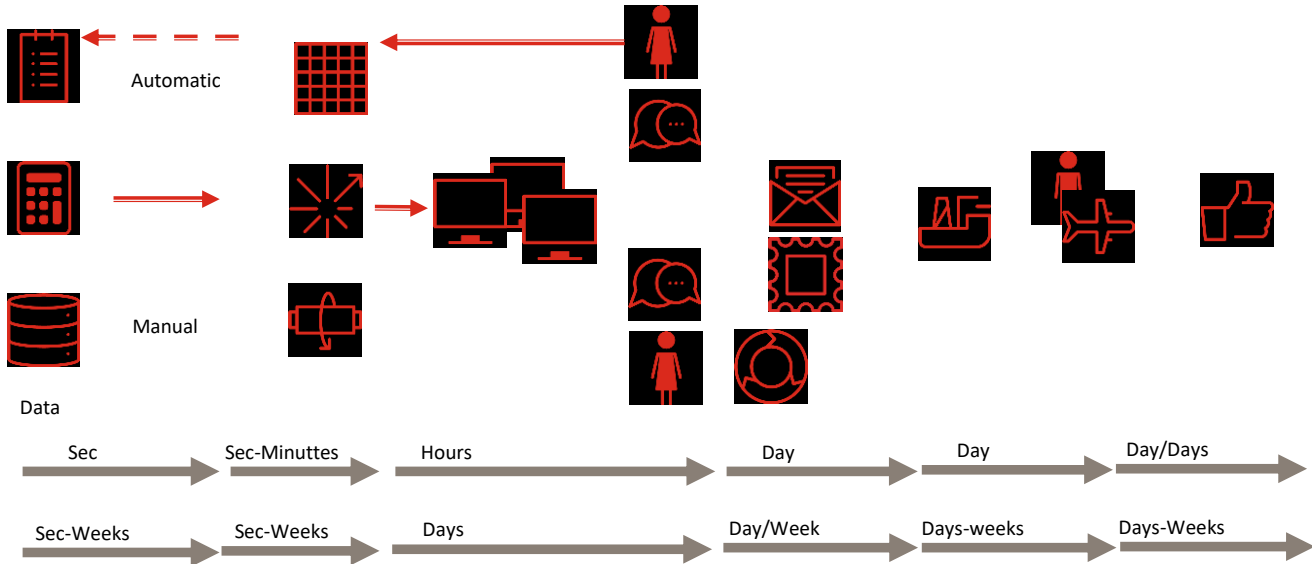 Automatic
Manual
Data
Sec
Sec-Minuttes
Hours
Day
Day
Day/Days
Sec-Weeks
Sec-Weeks
Days
Day/Week
Days-weeks
Days-Weeks